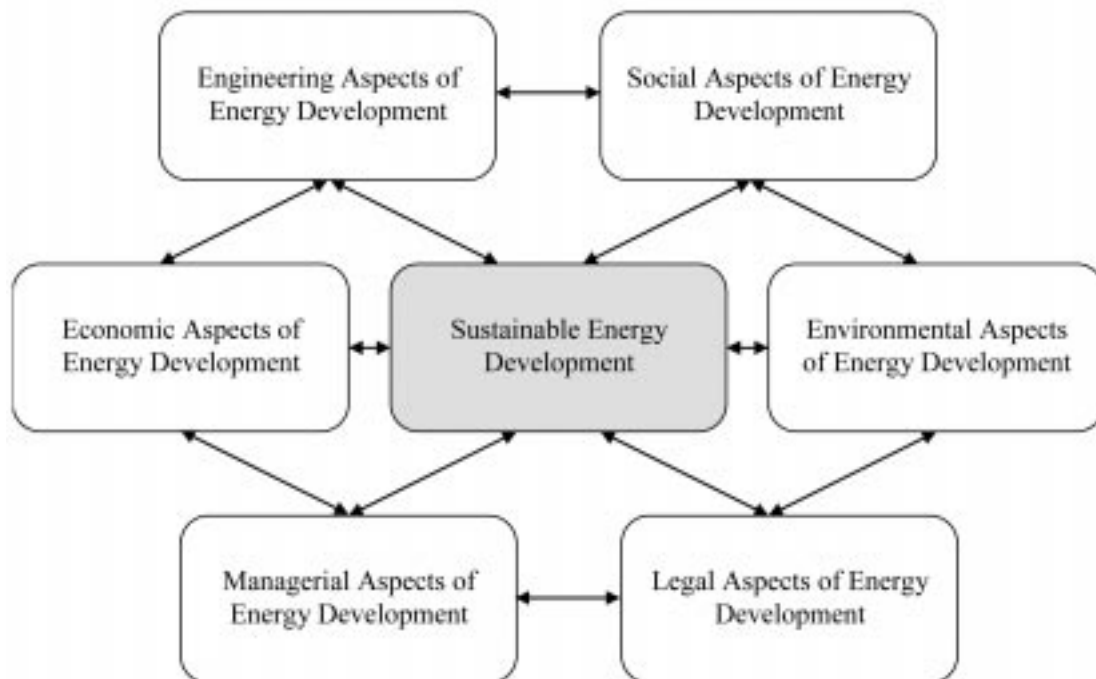 Engineering Aspects of
Energy Development
Social Aspects of Energy
Development
Economic Aspects of
Energy Development
Sustainable Energy
Development
Environmental Aspects
of Energy Development
Managerial Aspects of
Energy Development
Legal Aspects of Energy
Development